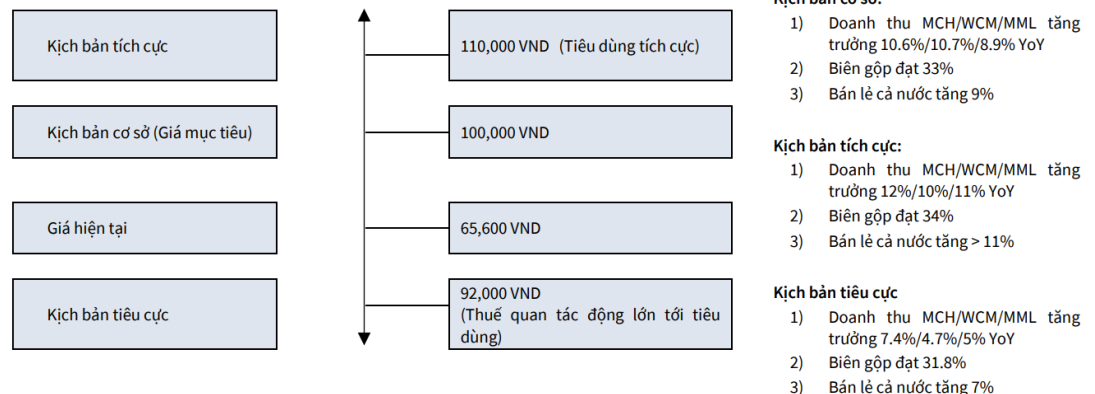 Kịch bản tích cực
110,000 VND (Tiêu dùng tích cực)
Kịch bản cơ sở (Giá mục tiêu)
100,000 VND
Giá hiện tại
65,600 VND
Kịch bản tiêu cực
92,000 VND
(Thuế quan tác động lớn tới tiêu
dùng)
Kịch bản cơ sở:
1) Doanh thu MCH/WCM/MML tăng
trưởng 10.6%/10.7%/8.9% YoY
2) Biên gộp đạt 33%
3) Bán lẻ cả nước tăng 9%
Kịch bản tích cực:
1) Doanh thu MCH/WCM/MML tăng
trưởng 12%/10%/11% YoY
2) Biên gộp đạt 34%
3) Bán lẻ cả nước tăng > 11%
Kịch bản tiêu cực
1) Doanh thu MCH/WCM/MML tăng
trưởng 7.4%/4.7%/5% YoY
2) Biên gộp đạt 31.8%
3) Bán lẻ cả nước tăng 7%